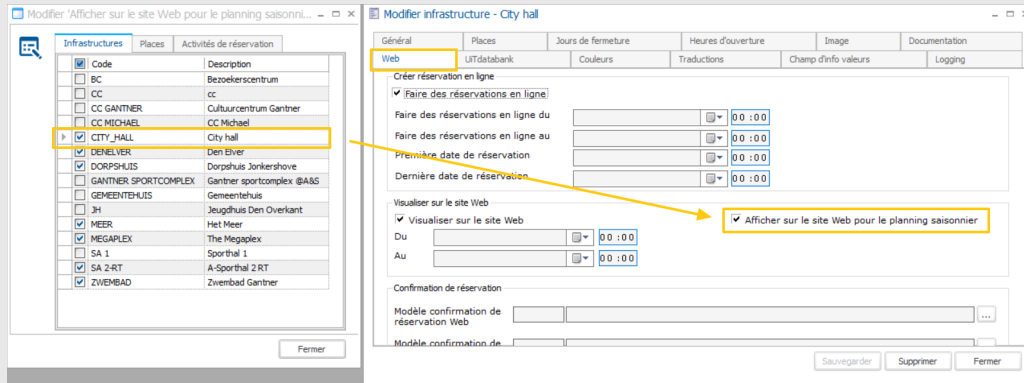 Modifier 'Afficher sur le site Web pour le planning saisonni...
Infrastructures Places Activités de réservation
Code Description
BC Bezoekerscentrum
CC cc
CC GANTNER Cultuurcentrum Gantner
CC MICHAEL CC Michael
CITY_HALL City hall
DENELVER Den Elver
DORPSHUIS Dorpshuis Jonkershove
GANTNER SPORTCOMPLEX Gantner sportcomplex @A&S
GEMEENTEHUIS Gemeentehuis
JH Jeugdhuis Den Overkant
MEER Het Meer
MEGAPLEX The Megaplex
SA 1 Sporthal 1
SA 2-RT A-Sporthal 2 RT
ZWEMBAD Zwembad Gantner
Fermer
Modifier infrastructure - City hall
Général Places Jours de fermeture Heures d'ouverture Image Documentation
Web UiTdatabank Couleurs Traductions Champ d'info valeurs Logging
Créer réservation en ligne
Faire des réservations en ligne
Faire des réservations en ligne du 00 :00
Faire des réservations en ligne au 00 :00
Première date de réservation 00 :00
Dernière date de réservation 00 :00
Visualiser sur le site Web
Visualiser sur le site Web Afficher sur le site Web pour le planning saisonnier
Du 00 :00
Au 00 :00
Confirmation de réservation
Modèle confirmation de
réservation Web ...
Modèle confirmation de
Sauvegarder Supprimer Fermer